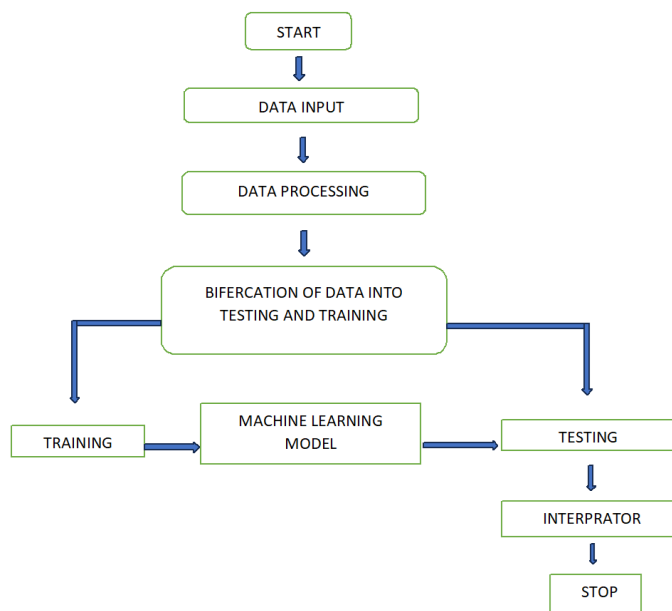 START
DATA INPUT
DATA PROCESSING
BIFERCATION OF DATA INTO
TESTING AND TRAINING
TRAINING
MACHINE LEARNING
MODEL
TESTING
INTERPRATOR
STOP